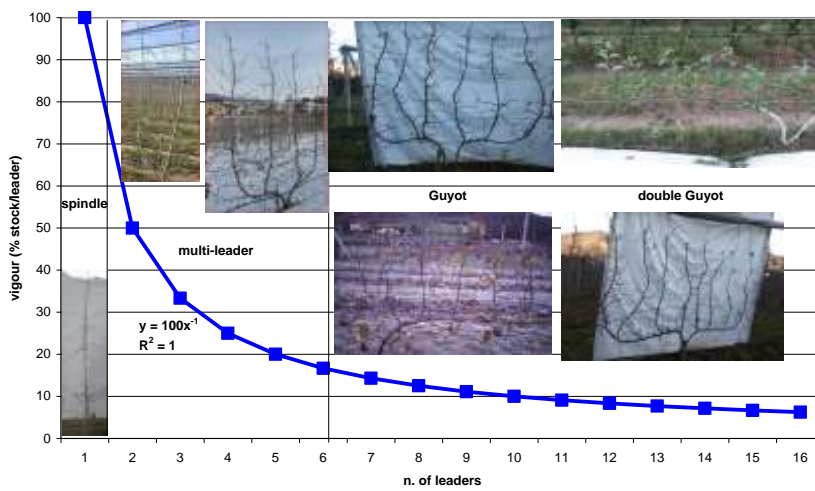 100
90
80
70
60
50
40
30
20
10
0
vigour (% stock/leader)
spindle
multi-leader
Guyot
double Guyot
y = 100x⁻¹
R² = 1
1 2 3 4 5 6 7 8 9 10 11 12 13 14 15 16
n. of leaders